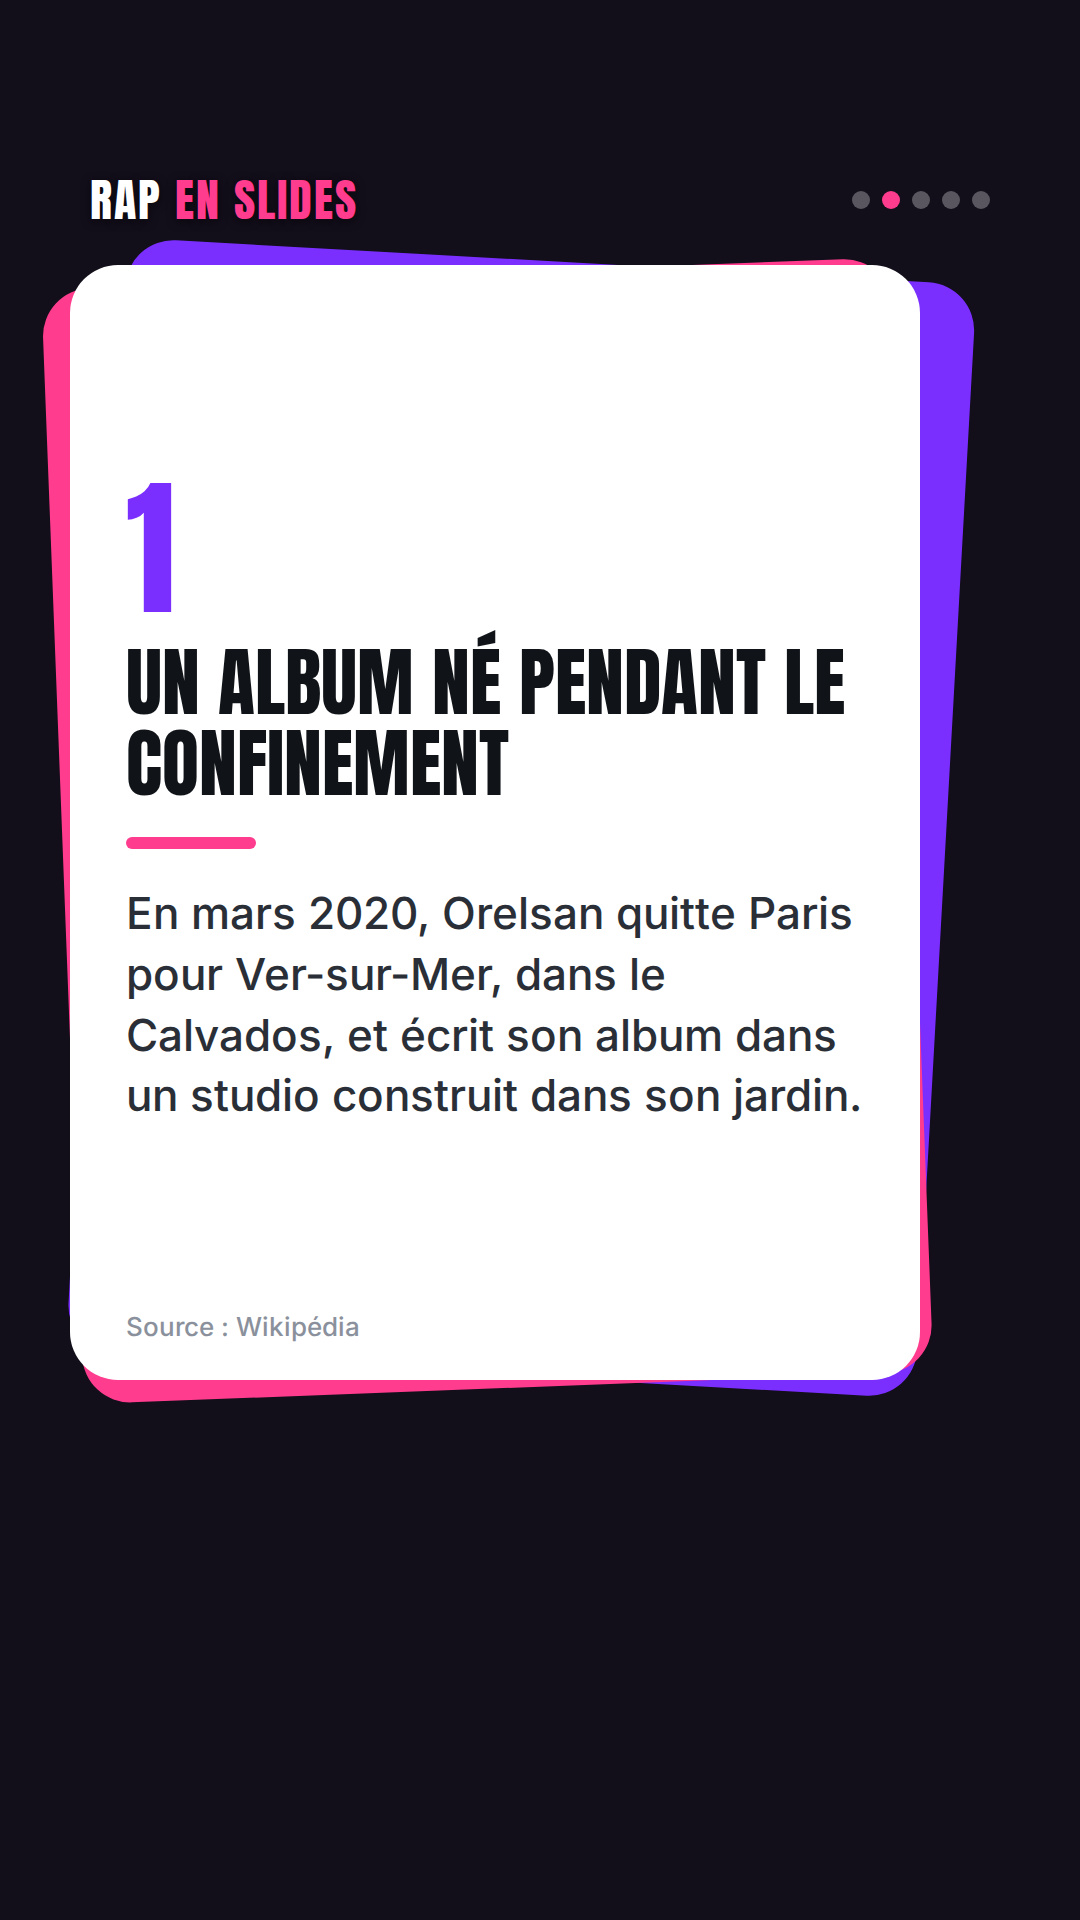 RAP EN SLIDES
1
UN ALBUM NÉ PENDANT LE
CONFINEMENT
En mars 2020, Orelsan quitte Paris
pour Ver-sur-Mer, dans le
Calvados, et écrit son album dans
un studio construit dans son jardin.
Source : Wikipédia